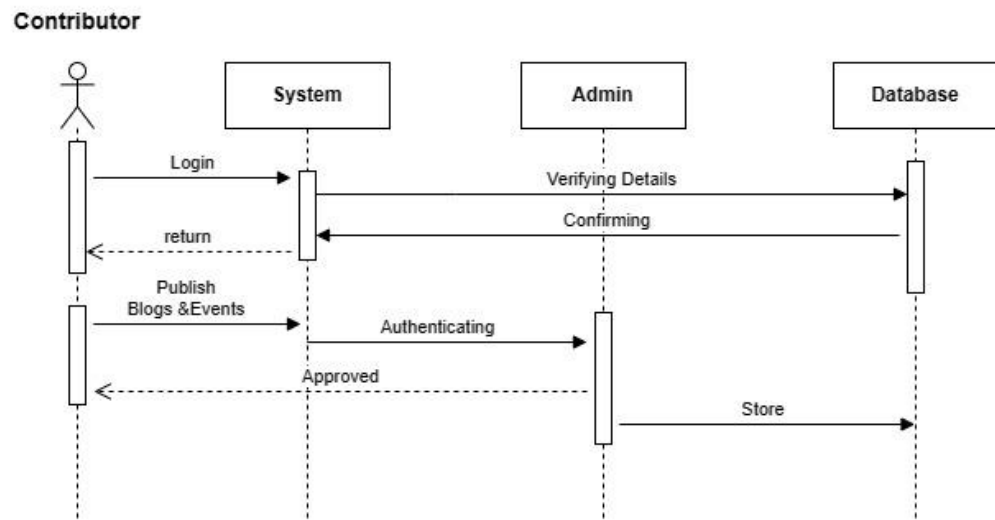 Contributor
System
Admin
Database
Login
Verifying Details
Confirming
return
Publish
Blogs &Events
Authenticating
Approved
Store